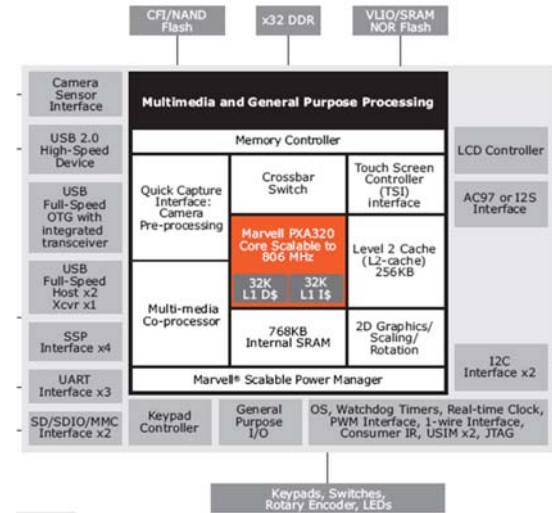 CFI/NAND
Flash
x32 DDR
VLIO/SRAM
NOR Flash
Camera
Sensor
Interface
USB 2.0
High-Speed
Device
USB
Full-Speed
OTG with
integrated
transceiver
USB
Full-Speed
Host x2
Xcvr x1
SSP
Interface x4
UART
Interface x3
SD/SDIO/MMC
Interface x2
Multimedia and General Purpose Processing
Memory Controller
Quick Capture
Interface:
Camera
Pre-processing
Crossbar
Switch
Touch Screen
Controller
(TSI)
interface
Marvell PXA320
Core Scalable to
806 MHz
32K
L1 D$
32K
L1 I$
Level 2 Cache
(L2-cache)
256KB
Multi-media
Co-processor
768KB
Internal SRAM
2D Graphics/
Scaling/
Rotation
Marvell® Scalable Power Manager
LCD Controller
AC97 or I2S
Interface
I2C
Interface x2
Keypad
Controller
General
Purpose
I/O
OS, Watchdog Timers, Real-time Clock,
PWM Interface, 1-wire Interface,
Consumer IR, USIM x2, JTAG
Keypads, Switches,
Rotary Encoder, LEDs